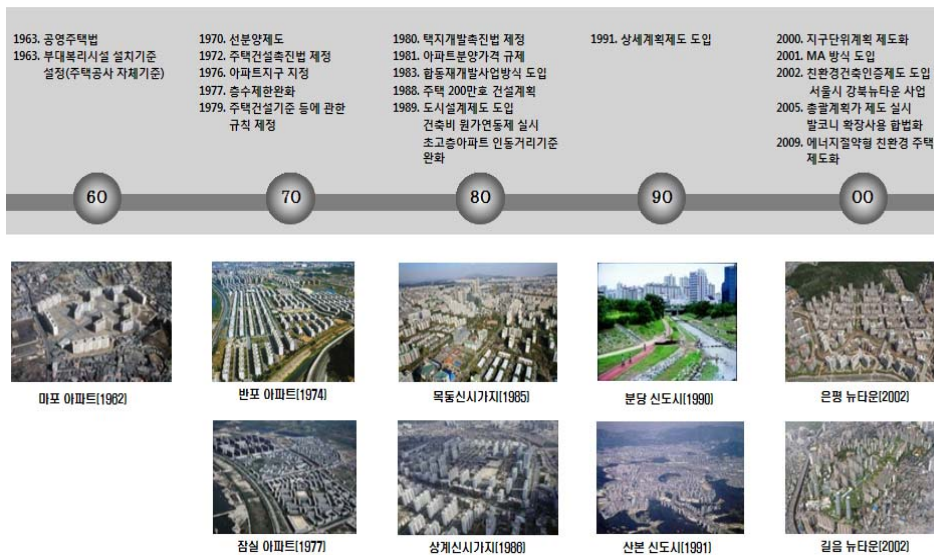 1963. 공영주택법
1963. 부대복리시설 설치기준
설정(주택공사 자체기준)
1970. 선분양제도
1972. 주택건설촉진법 제정
1976. 아파트지구 지정
1977. 층수제한완화
1979. 주택건설기준 등에 관한
규칙 제정
1980. 택지개발촉진법 제정
1981. 아파트분양가격 규제
1983. 합동재개발사업방식 도입
1988. 주택 200만호 건설계획
1989. 도시설계제도 도입
건축비 원가연동제 실시
초고층아파트 인동거리기준
완화
1991. 상세계획제도 도입
2000. 지구단위계획 제도화
2001. MA 방식 도입
2002. 친환경건축인증제도 도입
서울시 강북뉴타운 사업
2005. 총괄계획가 제도 실시
발코니 확장사용 합법화
2009. 에너지절약형 친환경 주택
제도화
60
70
80
90
00
마포 아파트(1962)
반포 아파트(1974)
목동신시가지(1985)
분당 신도시(1990)
은평 뉴타운(2002)
잠실 아파트(1977)
상계신시가지(1986)
산본 신도시(1991)
길음 뉴타운(2002)